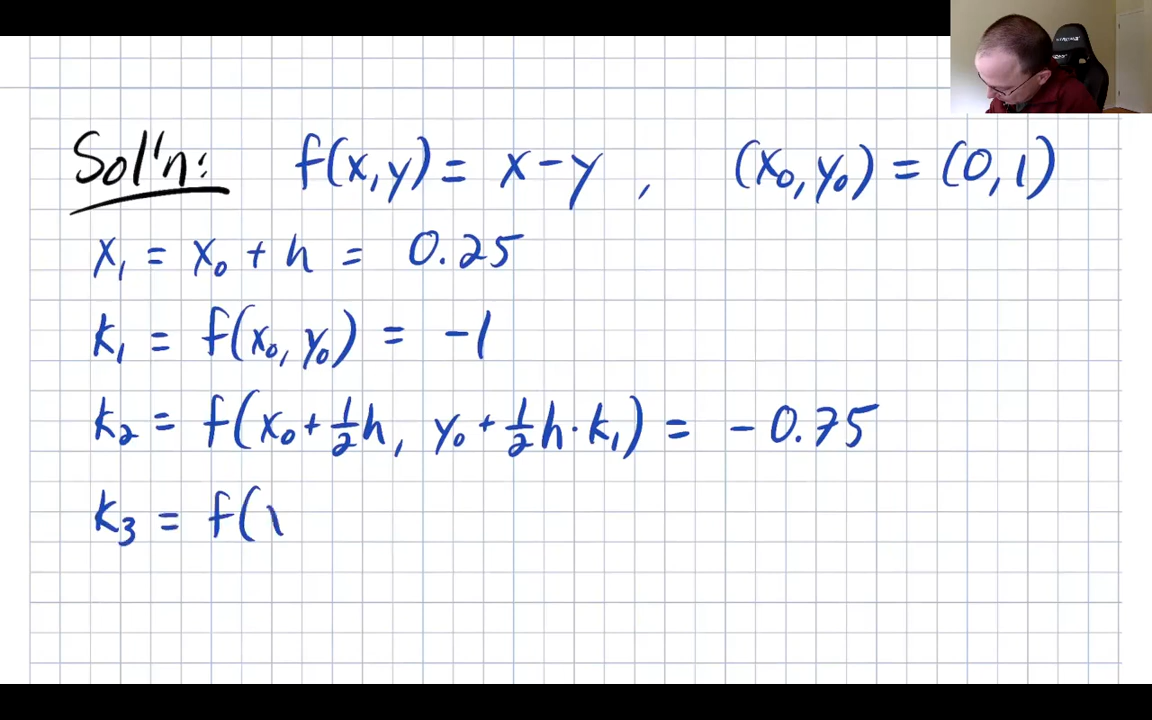 Sol'n: f(x,y) = x-y , (x₀,y₀) = (0,1)
x₁ = x₀ + h = 0.25
k₁ = f(x₀, y₀) = -1
k₂ = f(x₀ + ½h, y₀ + ½h·k₁) = -0.75
k₃ = f(